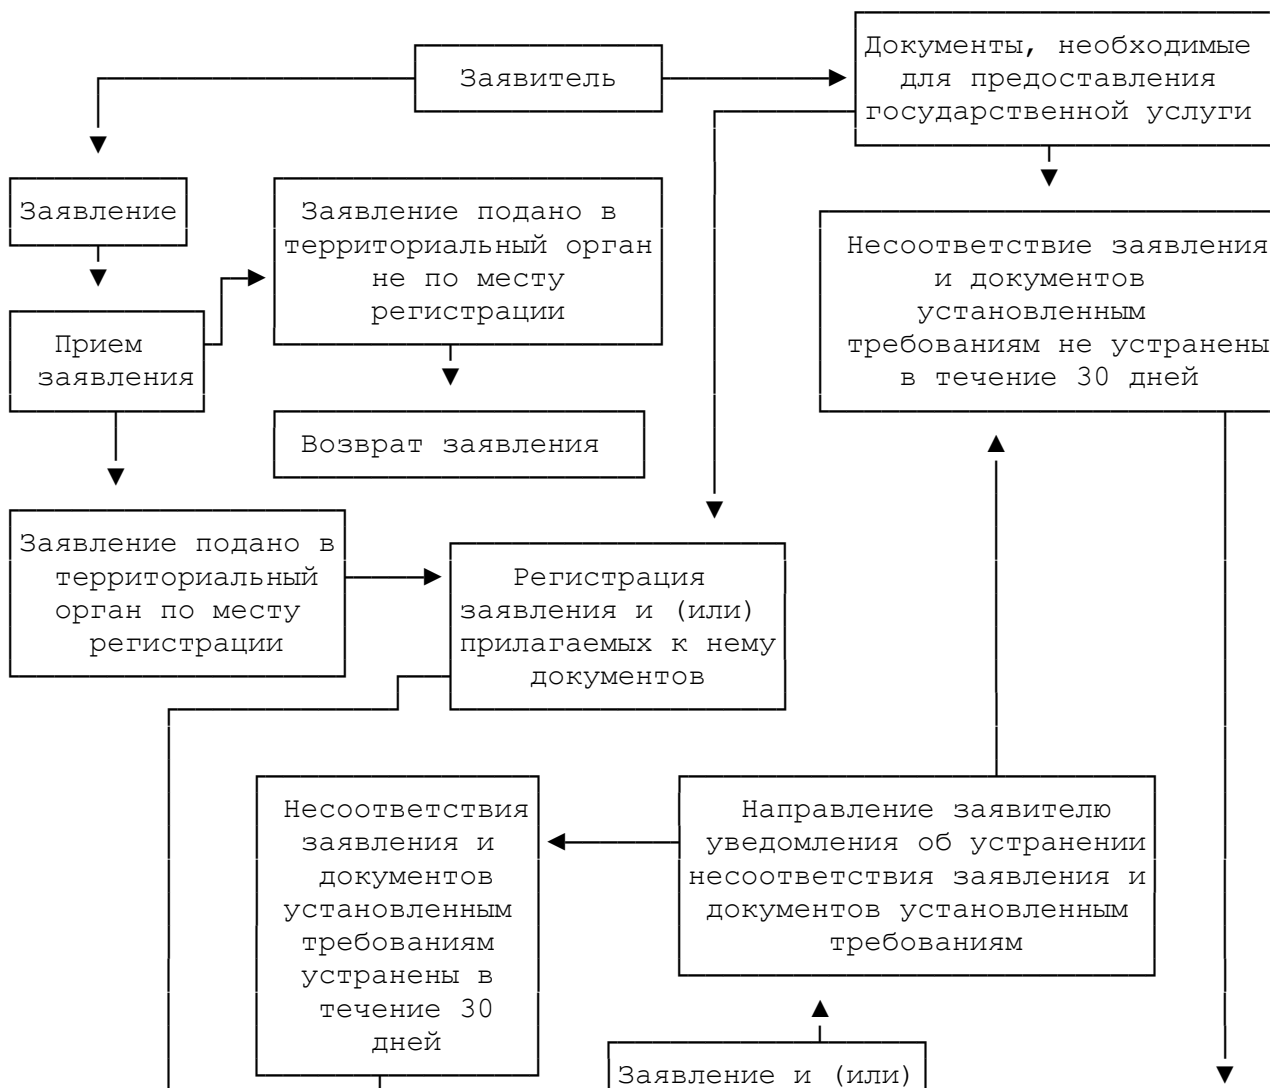 Заявитель
Документы, необходимые
для предоставления
государственной услуги
Заявление
Заявление подано в
территориальный орган
не по месту
регистрации
Несоответствие заявления
и документов
установленным
требованиям не устранены
в течение 30 дней
Прием
заявления
Возврат заявления
Заявление подано в
территориальный
орган по месту
регистрации
Регистрация
заявления и (или)
прилагаемых к нему
документов
Несоответствия
заявления и
документов
установленным
требованиям
устранены в
течение 30
дней
Направление заявителю
уведомления об устранении
несоответствия заявления и
документов установленным
требованиям
Заявление и (или)